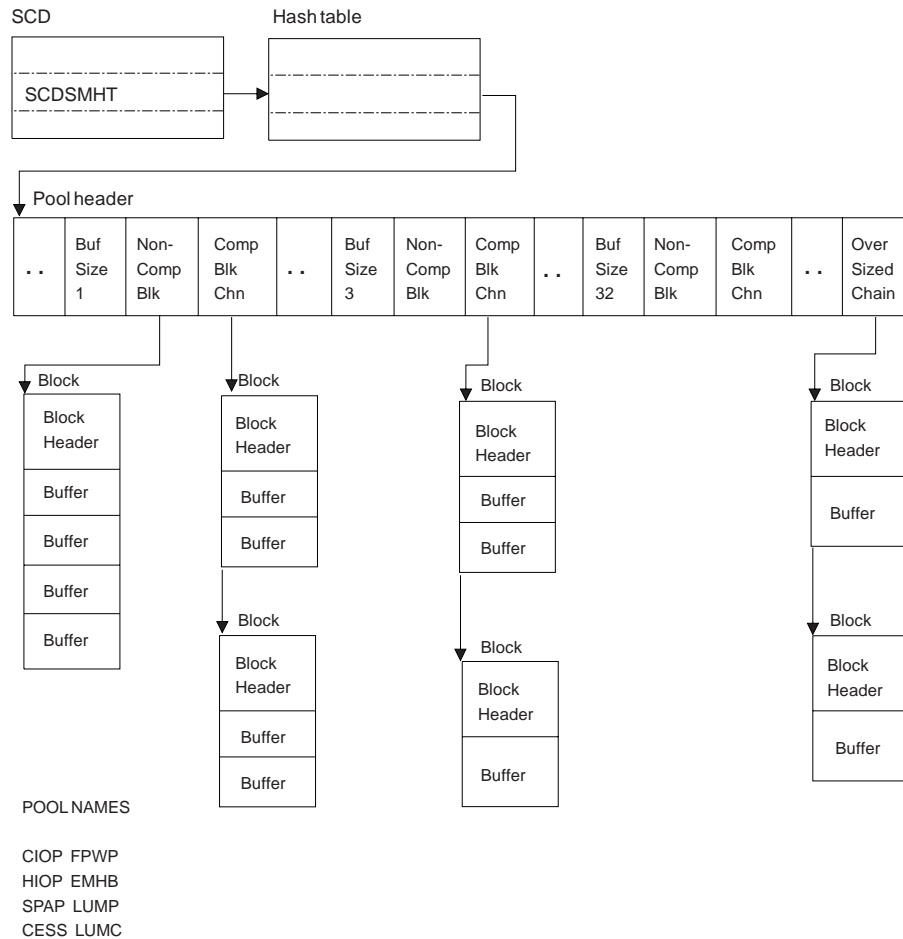 SCD
Hash table
SCDSMHT
Pool header
. .
Buf
Size
1
Non-
Comp
Blk
Comp
Blk
Chn
. .
Buf
Size
3
Non-
Comp
Blk
Comp
Blk
Chn
. .
Buf
Size
32
Non-
Comp
Blk
Comp
Blk
Chn
. .
Over
Sized
Chain
Block
Block
Header
Buffer
Buffer
Buffer
Buffer
Block
Block
Header
Buffer
Buffer
Block
Block
Header
Buffer
Buffer
Block
Block
Header
Buffer
Buffer
Block
Block
Header
Buffer
Block
Block
Header
Buffer
Block
Block
Header
Buffer
POOL NAMES
CIOP FPWP
HIOP EMHB
SPAP LUMP
CESS LUMC